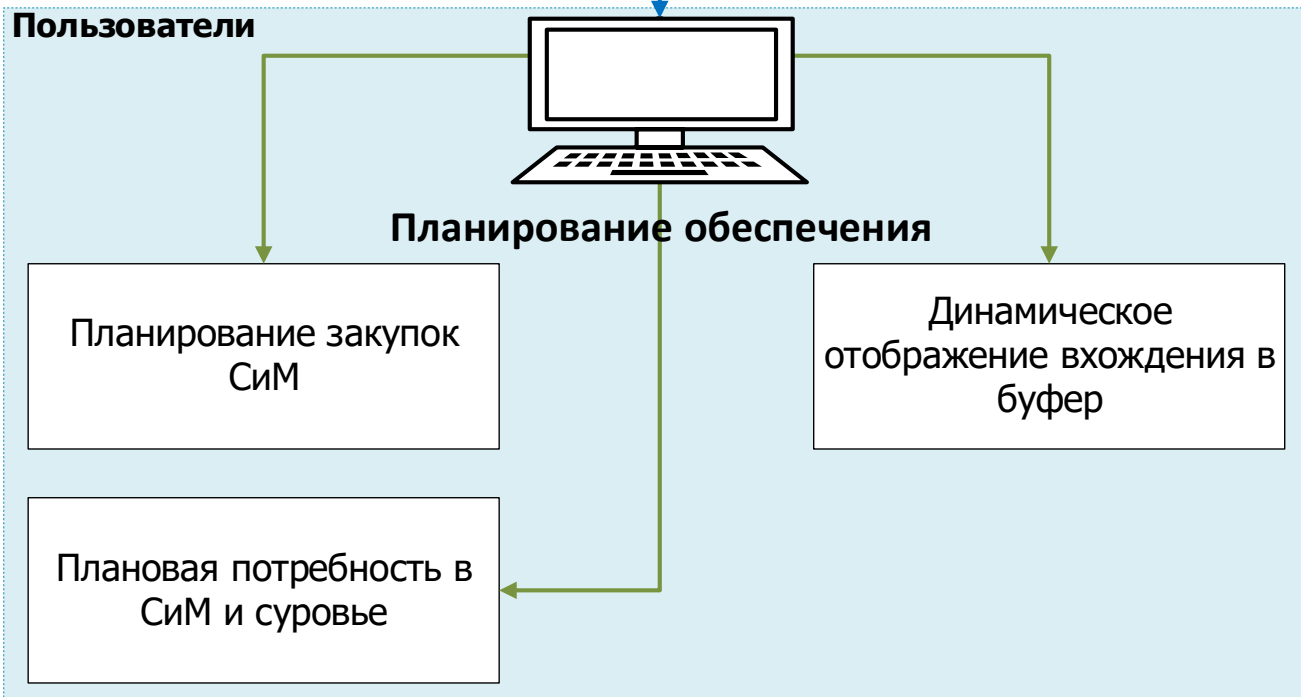 Пользователи
Планирование обеспечения
Планирование закупок
СиМ
Динамическое
отображение вхождения в
буфер
Плановая потребность в
СиМ и суровье